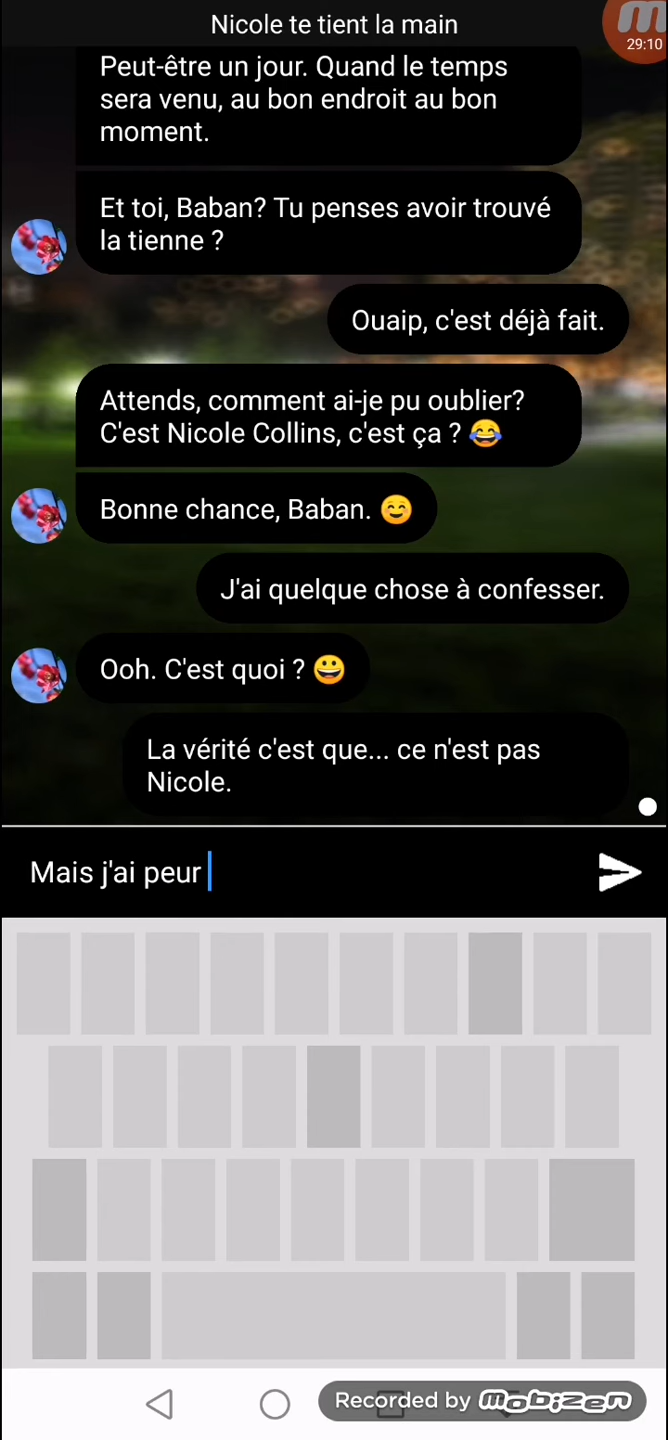 Nicole te tient la main
29:10
Peut-être un jour. Quand le temps
sera venu, au bon endroit au bon
moment.
Et toi, Baban? Tu penses avoir trouvé
la tienne ?
Ouaip, c'est déjà fait.
Attends, comment ai-je pu oublier?
C'est Nicole Collins, c'est ça ? 😂
Bonne chance, Baban. ☺️
J'ai quelque chose à confesser.
Ooh. C'est quoi ? 😀
La vérité c'est que... ce n'est pas
Nicole.
Mais j'ai peur
Recorded by mobizen